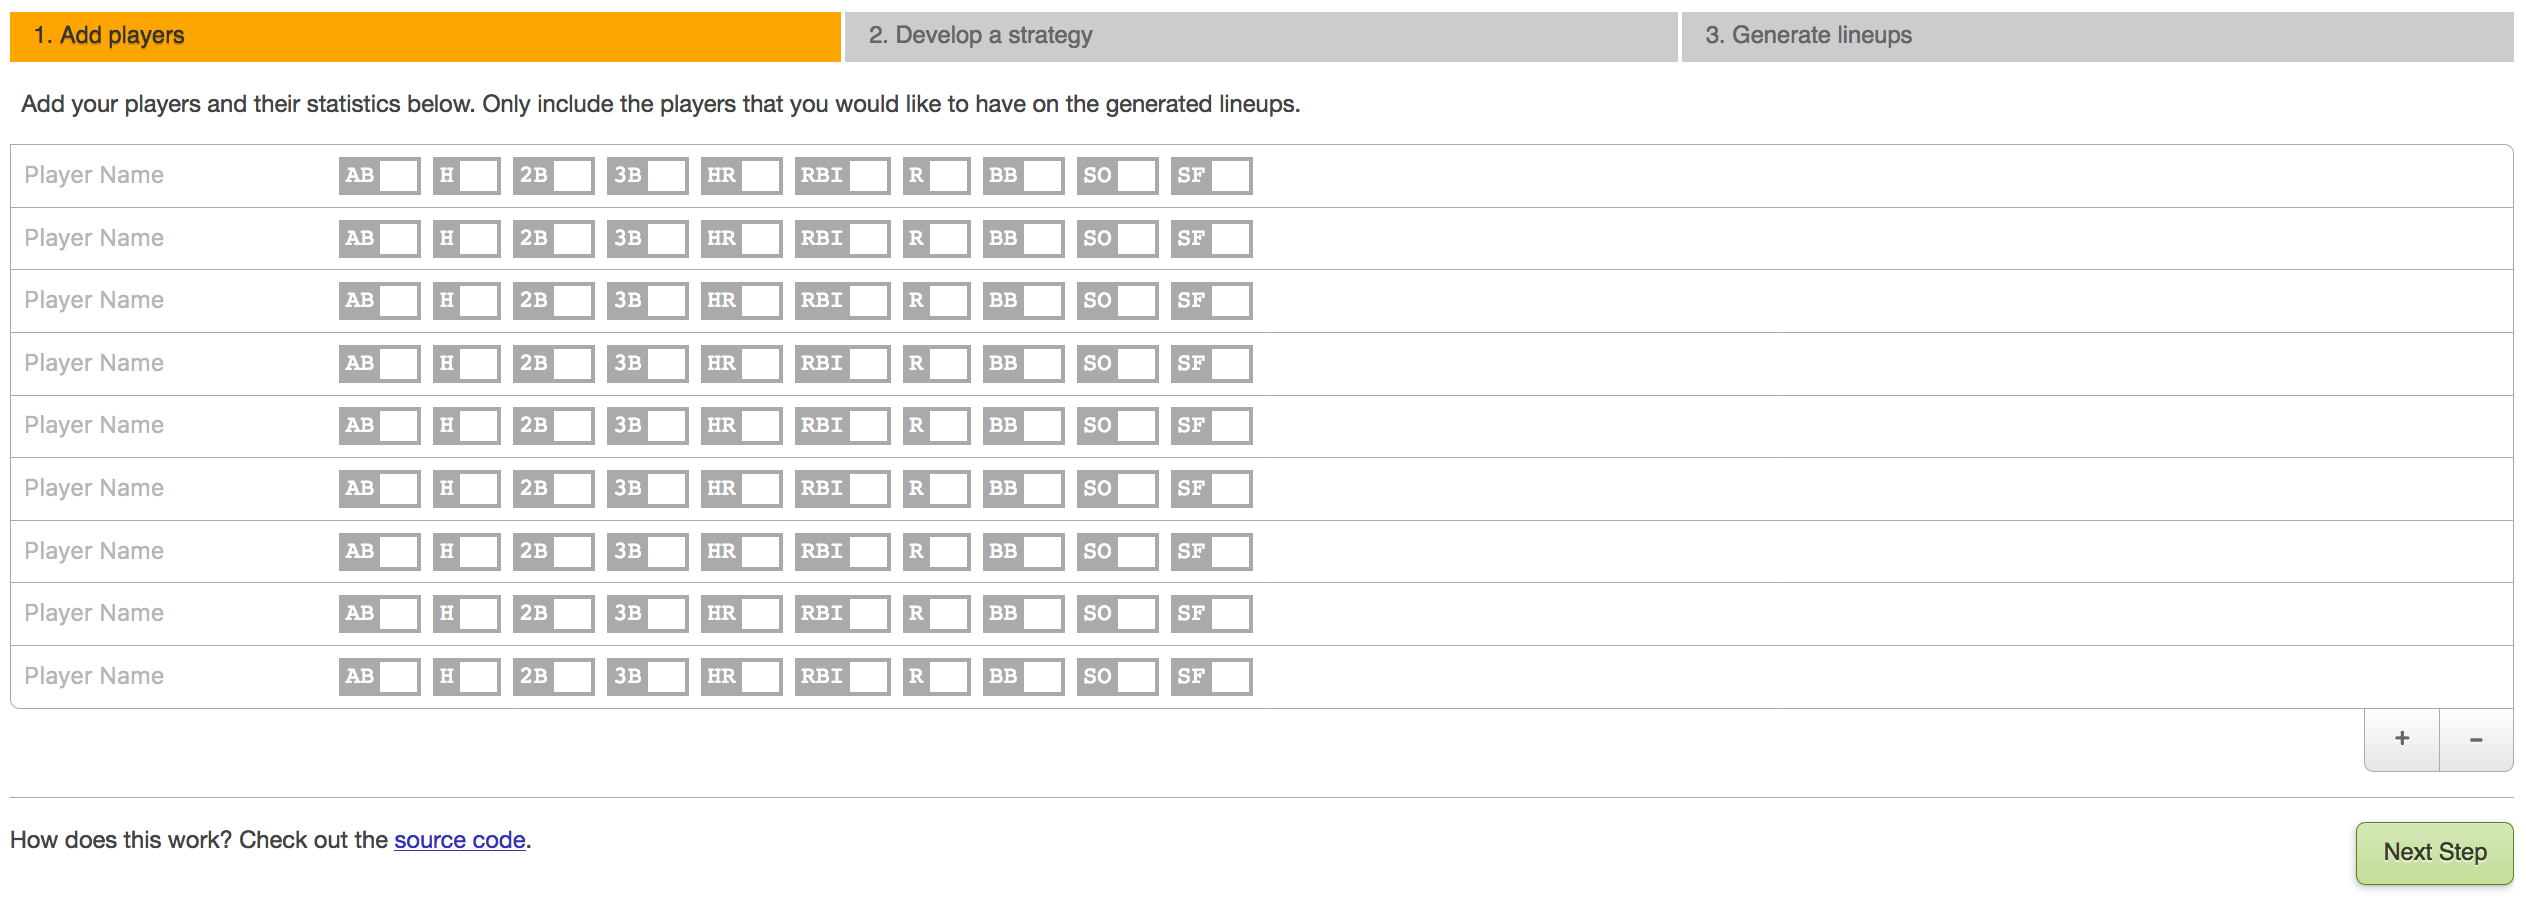 1. Add players 2. Develop a strategy 3. Generate lineups
Add your players and their statistics below. Only include the players that you would like to have on the generated lineups.
Player Name AB H 2B 3B HR RBI R BB SO SF
Player Name AB H 2B 3B HR RBI R BB SO SF
Player Name AB H 2B 3B HR RBI R BB SO SF
Player Name AB H 2B 3B HR RBI R BB SO SF
Player Name AB H 2B 3B HR RBI R BB SO SF
Player Name AB H 2B 3B HR RBI R BB SO SF
Player Name AB H 2B 3B HR RBI R BB SO SF
Player Name AB H 2B 3B HR RBI R BB SO SF
Player Name AB H 2B 3B HR RBI R BB SO SF
+ −
How does this work? Check out the source code.
Next Step